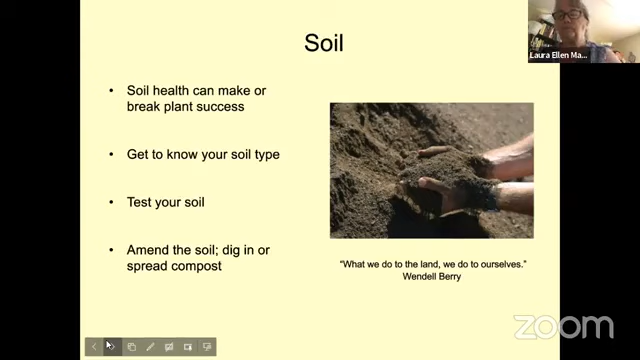 Soil
• Soil health can make or
break plant success
• Get to know your soil type
• Test your soil
• Amend the soil; dig in or
spread compost
“What we do to the land, we do to ourselves.”
Wendell Berry
Laura Ellen Ma...
zoom